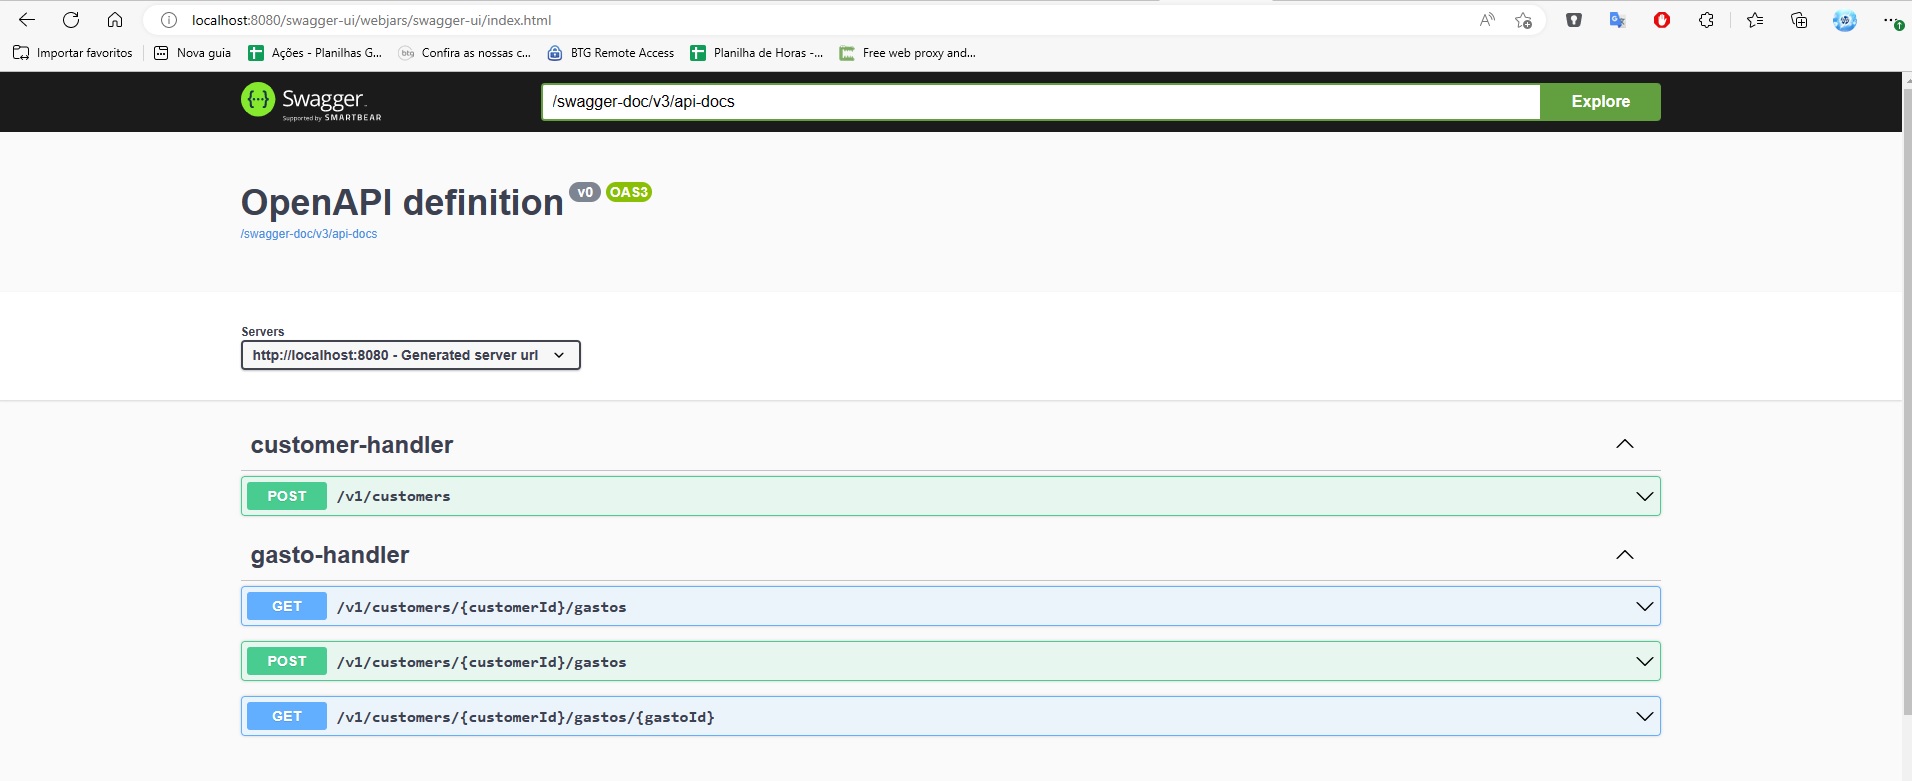 localhost:8080/swagger-ui/webjars/swagger-ui/index.html
Importar favoritos Nova guia Ações - Planilhas G... btg Confira as nossas c... BTG Remote Access Planilha de Horas -... Free web proxy and...
{··} Swagger
Supported by SMARTBEAR
/swagger-doc/v3/api-docs Explore
OpenAPI definition v0 OAS3
/swagger-doc/v3/api-docs
Servers
http://localhost:8080 - Generated server url
customer-handler
POST /v1/customers
gasto-handler
GET /v1/customers/{customerId}/gastos
POST /v1/customers/{customerId}/gastos
GET /v1/customers/{customerId}/gastos/{gastoId}